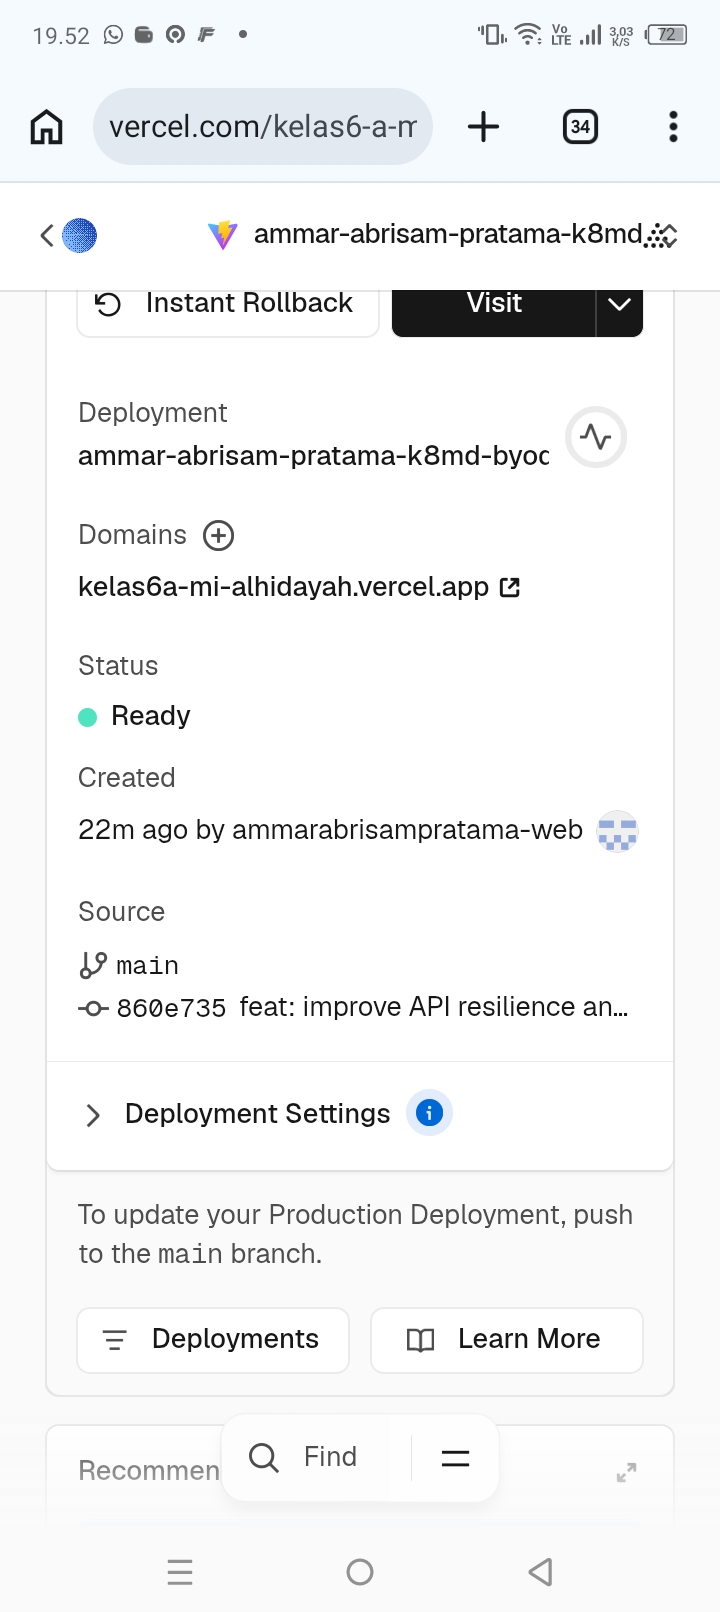 19.52
Vo
LTE
3,03
K/S
72
vercel.com/kelas6-a-m
34
ammar-abrisam-pratama-k8md
Instant Rollback
Visit
Deployment
ammar-abrisam-pratama-k8md-byoc
Domains
kelas6a-mi-alhidayah.vercel.app
Status
Ready
Created
22m ago by ammarabrisampratama-web
Source
main
860e735 feat: improve API resilience an...
Deployment Settings
To update your Production Deployment, push
to the main branch.
Deployments
Learn More
Recommen
Find